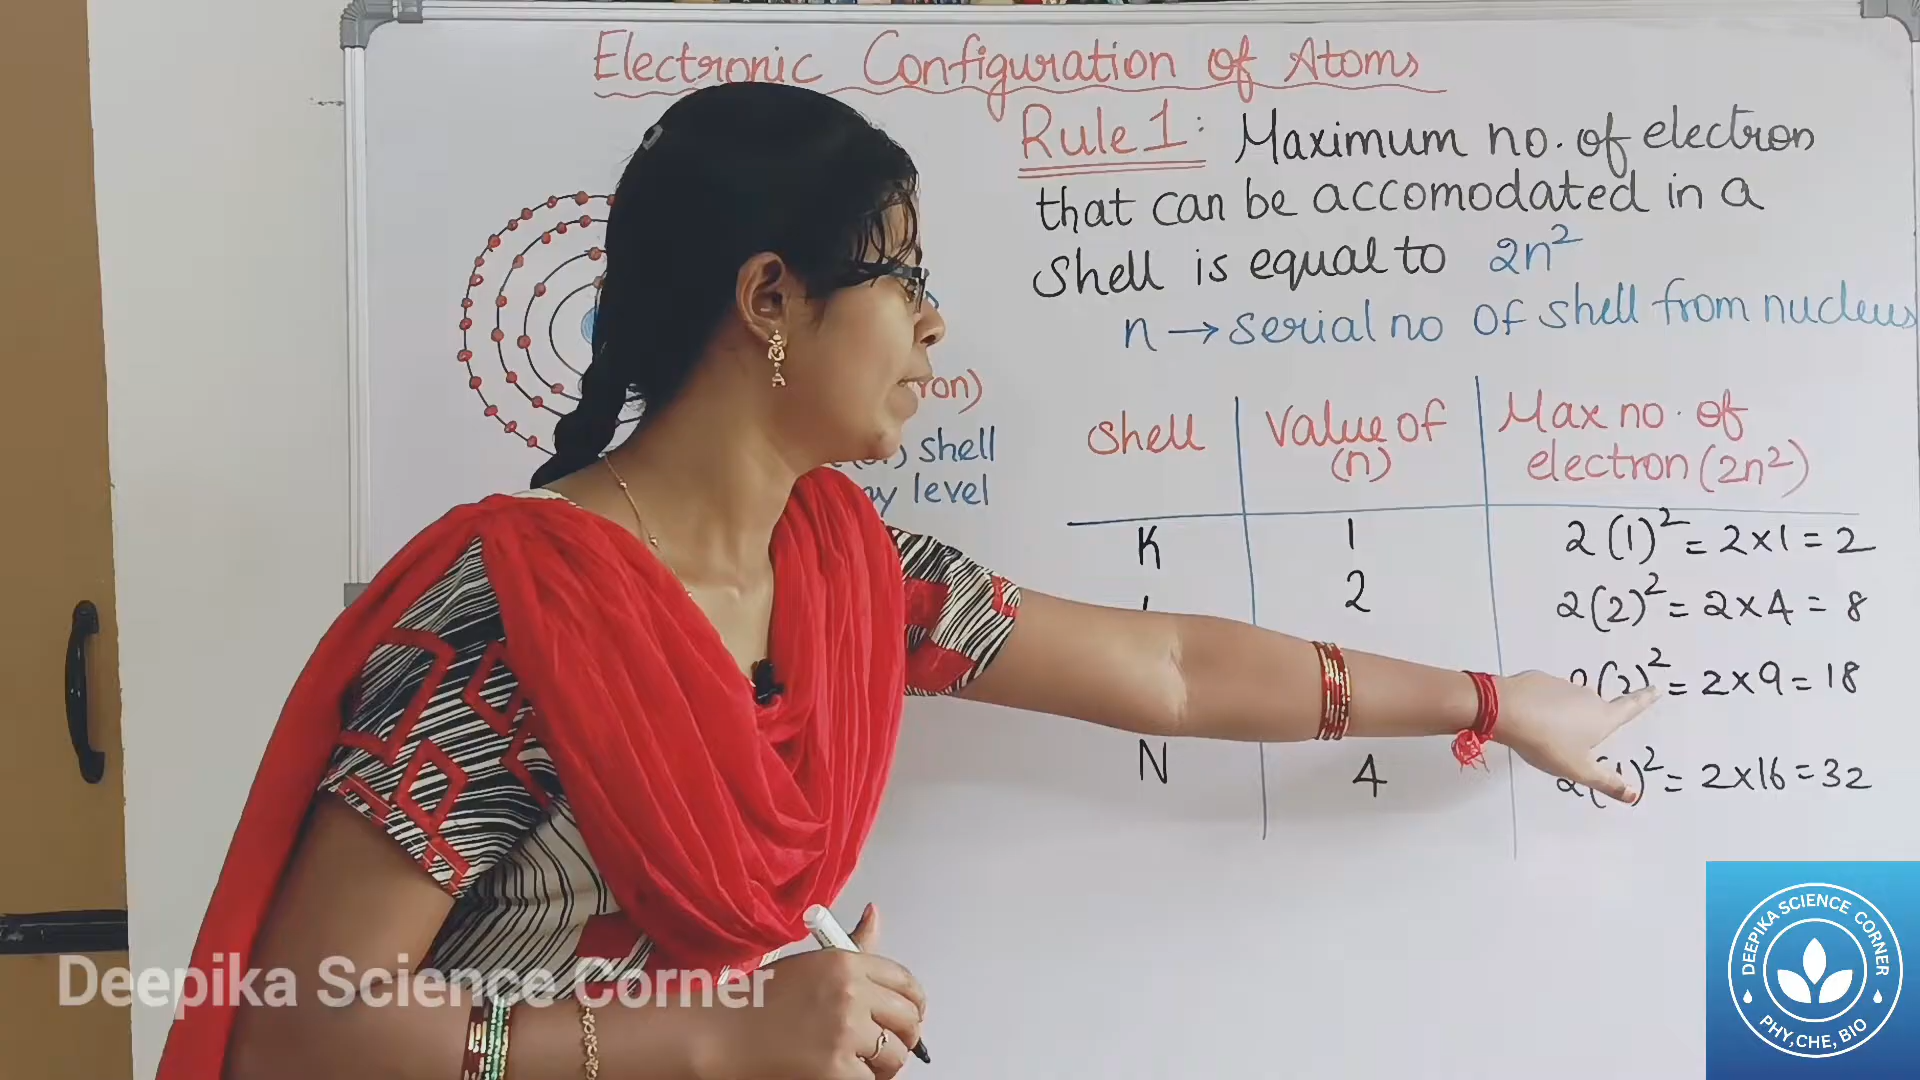 Electronic Configuration of Atoms
Rule 1: Maximum no. of electron
that can be accomodated in a
shell is equal to 2n²
n → serial no of shell from nucleus
shell
level
Shell Value of (n) Max no. of electron (2n²)
K 1 2(1)² = 2×1 = 2
2 2(2)² = 2×4 = 8
= 2×9 = 18
N 4 = 2×16 = 32
Deepika Science Corner
DEEPIKA SCIENCE CORNER
PHY, CHE, BIO